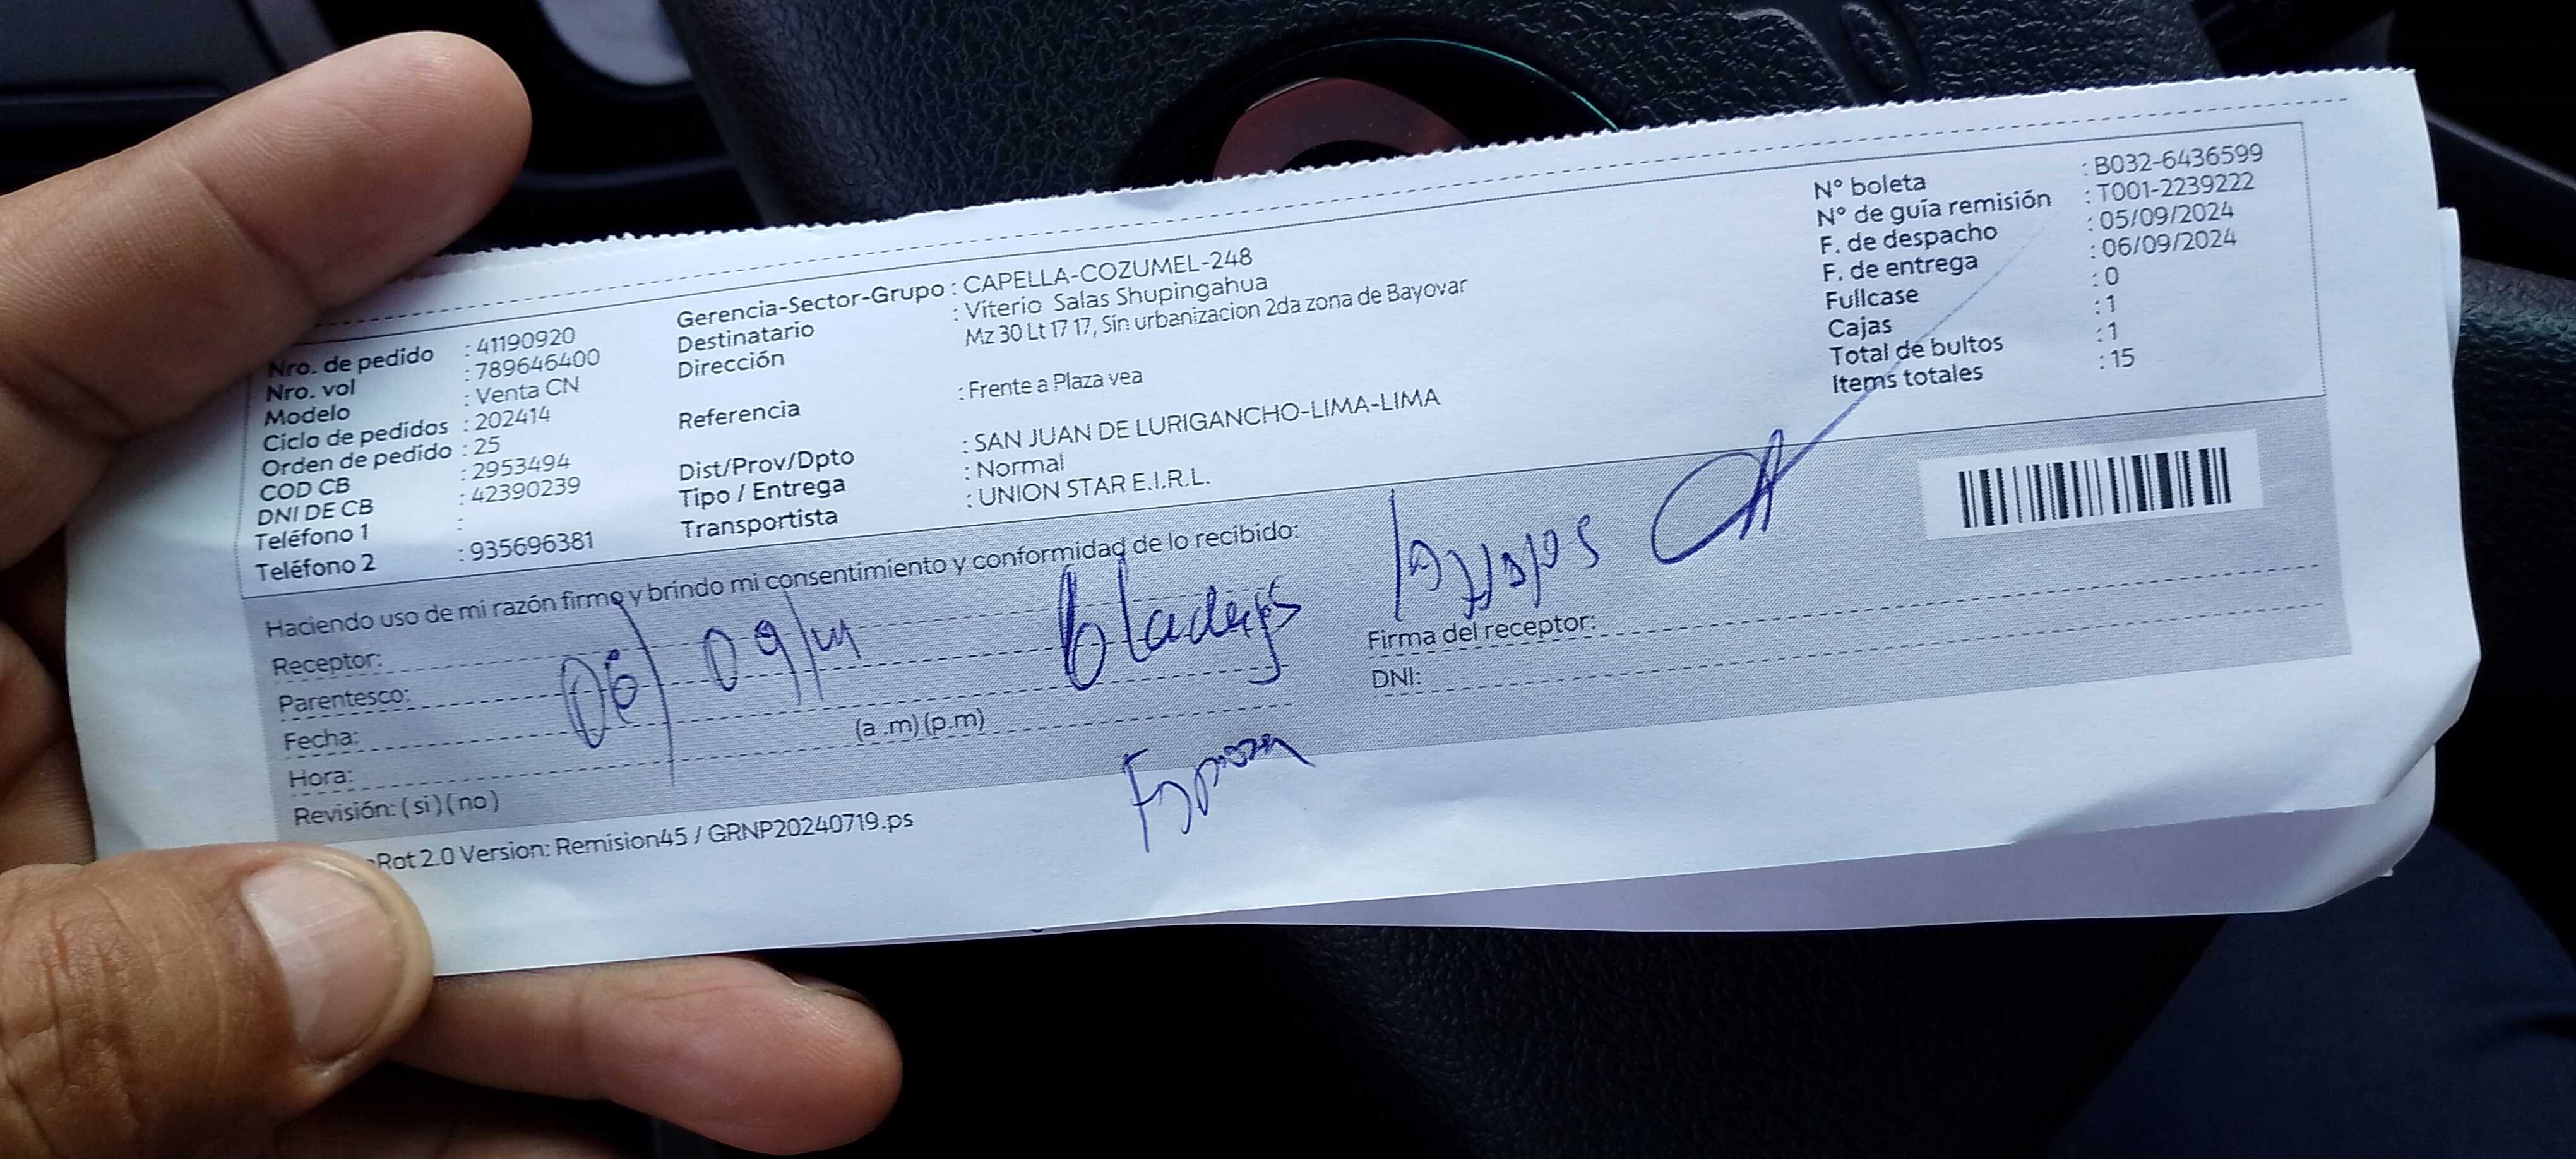 Nro. de pedido : 41190920
Nro. vol : 789646400
Modelo : Venta CN
Ciclo de pedidos : 202414
Orden de pedido : 25
COD CB : 2953494
DNI DE CB : 42390239
Teléfono 1 :
Teléfono 2 : 935696381
Gerencia-Sector-Grupo : CAPELLA-COZUMEL-248
Destinatario : Viterio Salas Shupingahua
Dirección Mz 30 Lt 17 17, Sin urbanizacion 2da zona de Bayovar
Referencia : Frente a Plaza vea
Dist/Prov/Dpto : SAN JUAN DE LURIGANCHO-LIMA-LIMA
Tipo / Entrega : Normal
Transportista : UNION STAR E.I.R.L.
N° boleta : B032-6436599
N° de guía remisión : T001-2239222
F. de despacho : 05/09/2024
F. de entrega : 06/09/2024
Fullcase : 0
Cajas : 1
Total de bultos : 1
Items totales : 15
Haciendo uso de mi razón firmo y brindo mi consentimiento y conformidad de lo recibido:
Receptor:
Parentesco:
Fecha:
06/09/24
Hora: (a .m) (p.m)
Revisión: ( si ) ( no )
Firma del receptor:
DNI:
Rot 2.0 Version: Remision45 / GRNP20240719.ps